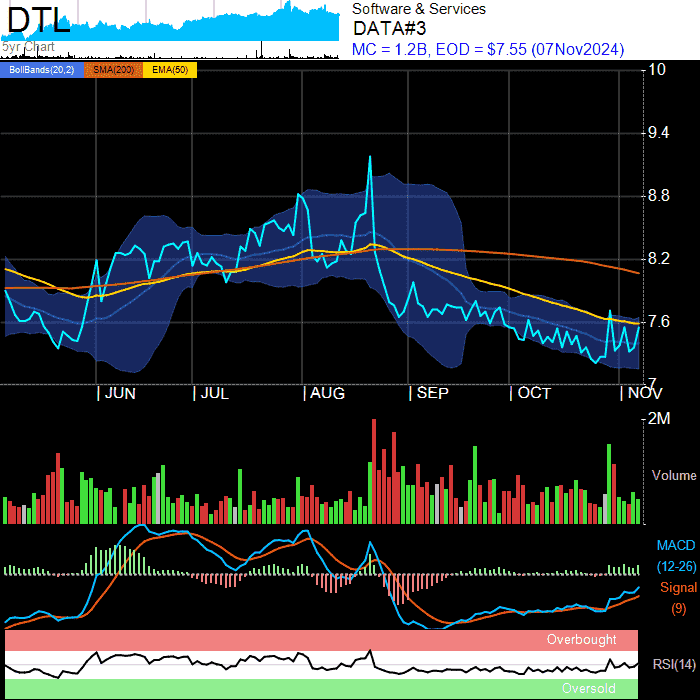 DTL
Software & Services
DATA#3
MC = 1.2B, EOD = $7.55 (07Nov2024)
5yr Chart
BollBands(20,2) SMA(200) EMA(50)
10
9.4
8.8
8.2
7.6
7
JUN JUL AUG SEP OCT NOV
2M
Volume
MACD
(12-26)
Signal
(9)
Overbought
RSI(14)
Oversold